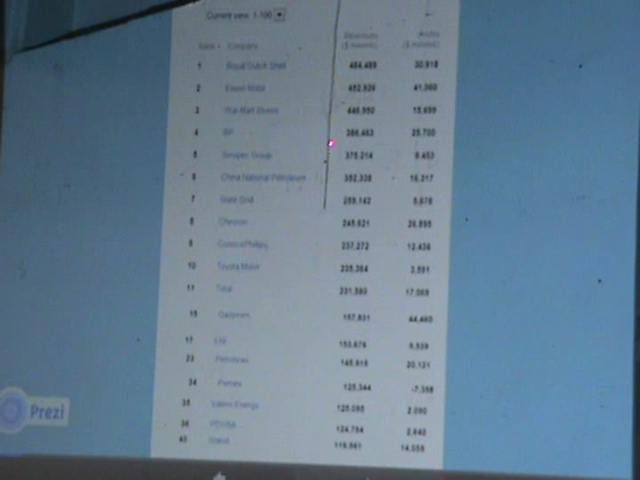 Current view: 1-100
Rank Company Revenues ($ millions) Profits ($ millions)
1 Royal Dutch Shell 484,489 30,918
2 Exxon Mobil 452,926 41,060
3 Wal-Mart Stores 446,950 15,699
4 BP 386,463 25,700
5 Sinopec Group 375,214 9,453
6 China National Petroleum 352,338 16,317
7 State Grid 259,142 5,678
8 Chevron 245,621 26,895
9 ConocoPhillips 237,272 12,436
10 Toyota Motor 235,364 3,591
11 Total 231,580 17,069
15 Gazprom 157,831 44,460
17 ENI 153,676 9,539
23 Petrobras 145,915 20,121
34 Pemex 125,344 -7,358
35 Valero Energy 125,095 2,090
36 PDVSA 124,754 2,640
40 Statoil 119,561 14,055
Prezi